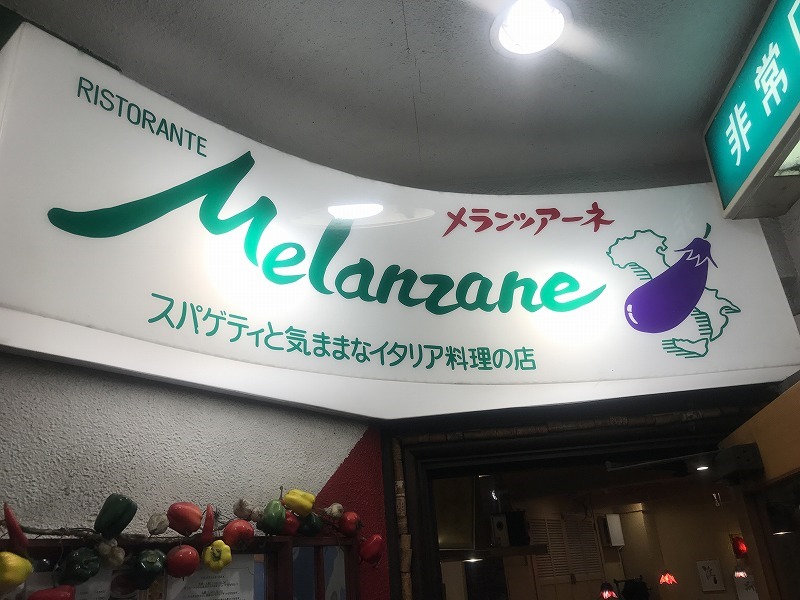 RISTORANTE
Melanzane
メランツァーネ
スパゲティと気ままなイタリア料理の店
非常